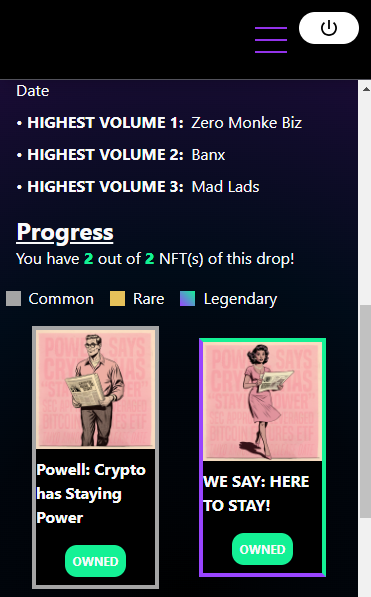 Date
• HIGHEST VOLUME 1: Zero Monke Biz
• HIGHEST VOLUME 2: Banx
• HIGHEST VOLUME 3: Mad Lads
Progress
You have 2 out of 2 NFT(s) of this drop!
Common Rare Legendary
POWELL SAYS
Powell: Crypto
has Staying
Power
OWNED
WE SAY: HERE
TO STAY!
OWNED